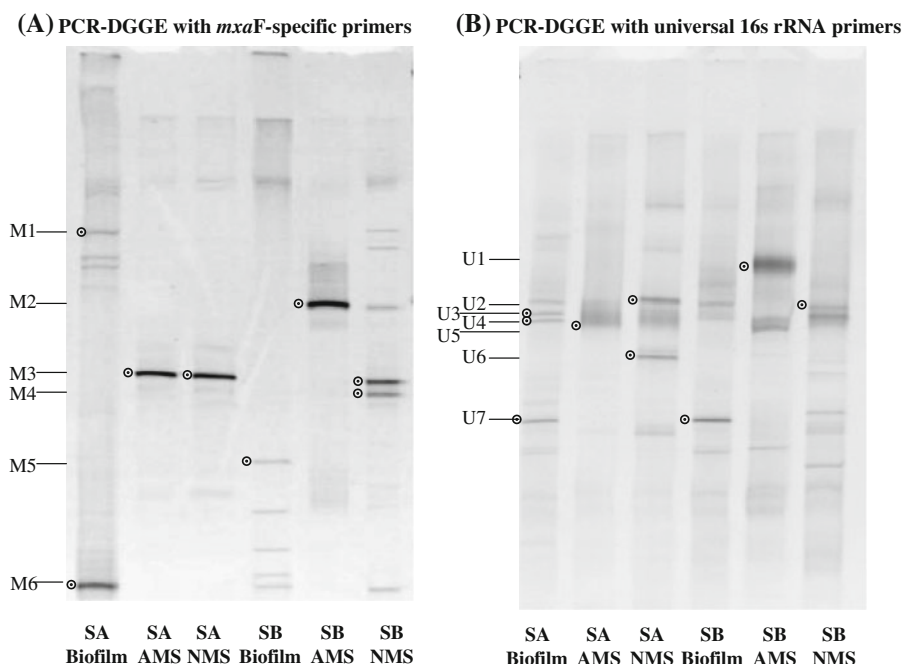 (A) PCR-DGGE with mxaF-specific primers
M1
M2
M3
M4
M5
M6
SA Biofilm
SA AMS
SA NMS
SB Biofilm
SB AMS
SB NMS
(B) PCR-DGGE with universal 16s rRNA primers
U1
U2
U3
U4
U5
U6
U7
SA Biofilm
SA AMS
SA NMS
SB Biofilm
SB AMS
SB NMS